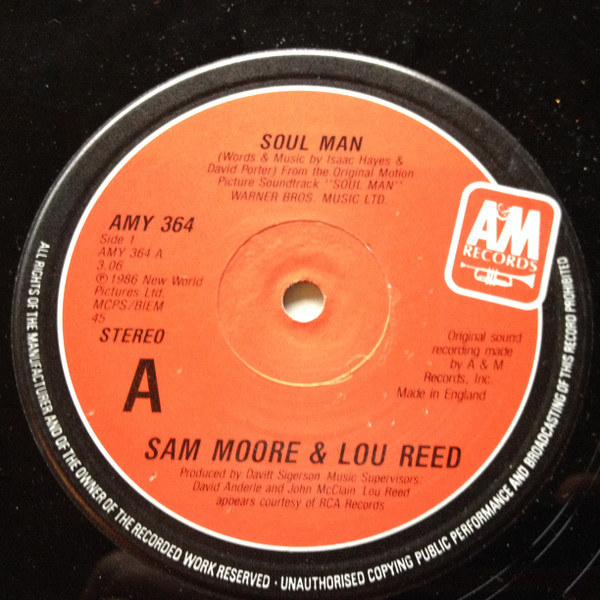 SOUL MAN
(Words & Music by Isaac Hayes &
David Porter) From the Original Motion
Picture Soundtrack "SOUL MAN"
WARNER BROS. MUSIC LTD.
AMY 364
Side 1
AMY 364 A
3.06
℗1986 New World
Pictures Ltd.
MCPS/BIEM
45
STEREO
A
A&M
RECORDS
Original sound
recording made
by A & M
Records, Inc.
Made in England
SAM MOORE & LOU REED
Produced by Davitt Sigerson Music Supervisors:
David Anderle and John McClain. Lou Reed
appears courtesy of RCA Records
ALL RIGHTS OF THE MANUFACTURER AND OF THE OWNER OF THE RECORDED WORK RESERVED · UNAUTHORISED COPYING PUBLIC PERFORMANCE AND BROADCASTING OF THIS RECORD PROHIBITED